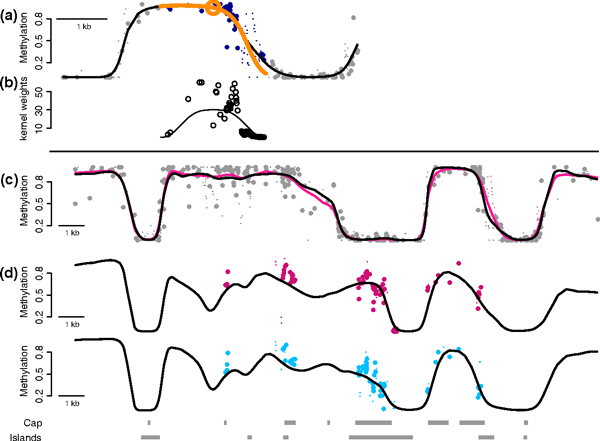 (a)
Methylation
0.2 0.5 0.8
1 kb
(b)
kernel weights
10 30 50
(c)
Methylation
0.2 0.5 0.8
1 kb
(d)
Methylation
0.2 0.5 0.8
1 kb
Methylation
0.2 0.5 0.8
1 kb
Cap
Islands